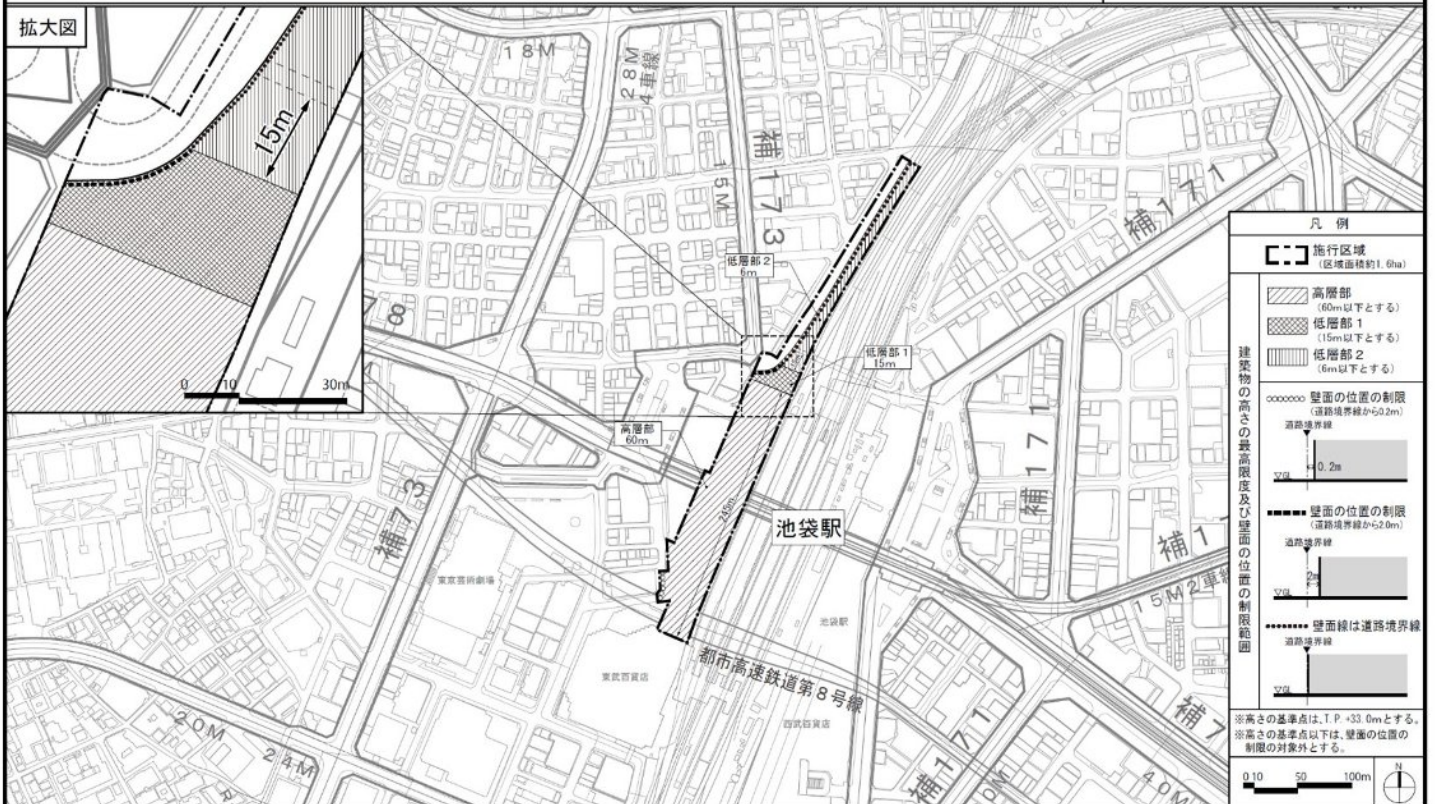 拡大図
15m
0 10 30m
18M
28M
4車線
補173
15M
補171
低層部2
6m
低層部1
15m
高層部
60m
245m
池袋駅
補73
東京芸術劇場
補171
15M2車線
池袋駅
都市高速鉄道第8号線
東武百貨店
西武百貨店
20M
24M
補171
40M
凡例
施行区域
(区域面積約1.6ha)
建築物の高さの最高限度及び壁面の位置の制限範囲
高層部
(60m以下とする)
低層部1
(15m以下とする)
低層部2
(6m以下とする)
壁面の位置の制限
(道路境界線から0.2m)
道路境界線
0.2m
▽GL
壁面の位置の制限
(道路境界線から2.0m)
道路境界線
2m
▽GL
壁面線は道路境界線
道路境界線
▽GL
※高さの基準点は、T.P.+33.0mとする。
※高さの基準点以下は、壁面の位置の
制限の対象外とする。
0 10 50 100m
N